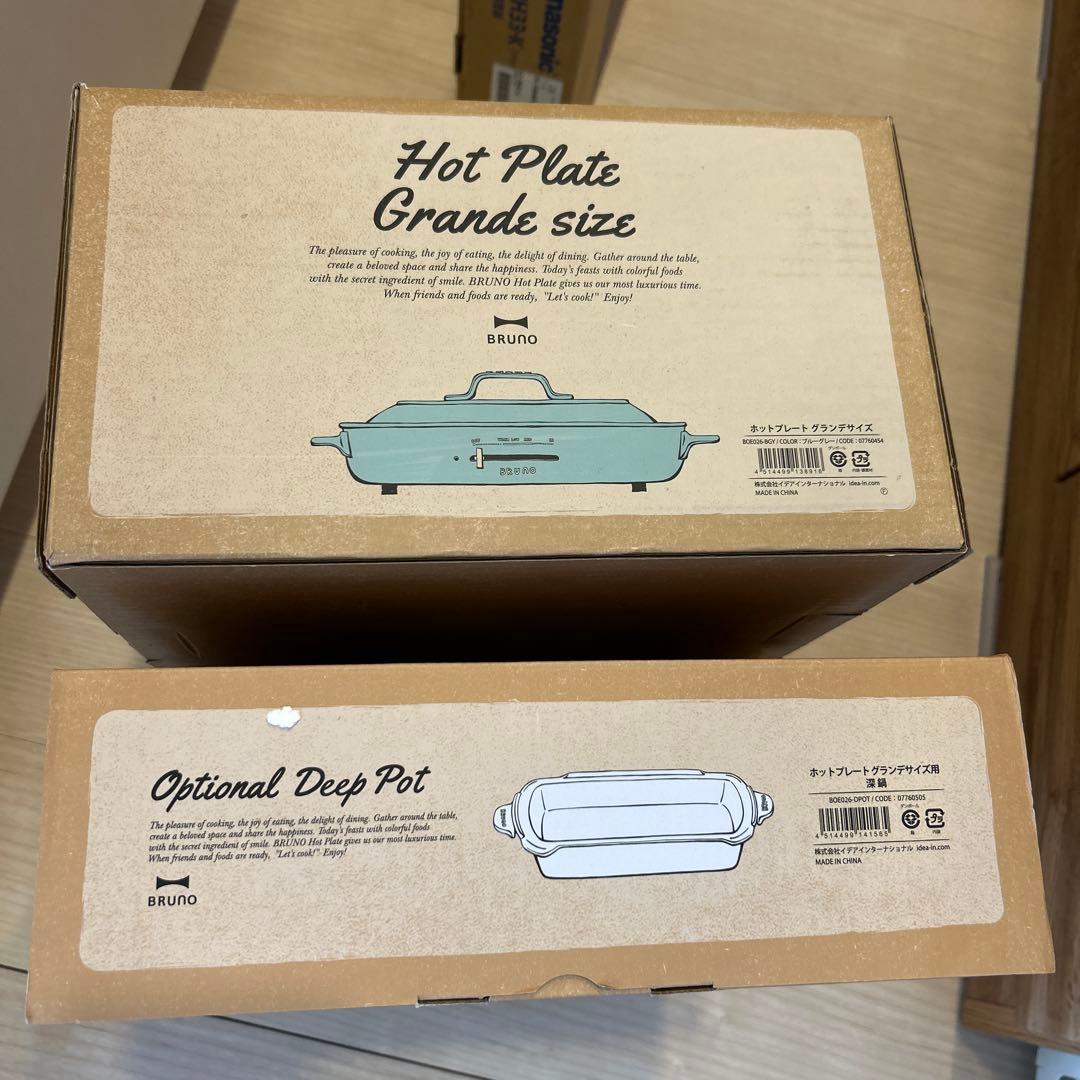 Panasonic
Hot Plate
Grande size
The pleasure of cooking, the joy of eating, the delight of dining. Gather around the table,
create a beloved space and share the happiness. Today's feasts with colorful foods
with the secret ingredient of smile. BRUNO Hot Plate gives us our most luxurious time.
When friends and foods are ready, "Let's cook!" Enjoy!
BRUNO
BRUNO
ホットプレート グランデサイズ
BOE026-BGY / COLOR : ブルーグレー / CODE : 07760454
4 514499 138916
株式会社イデアインターナショナル idea-in.com
MADE IN CHINA
Optional Deep Pot
The pleasure of cooking, the joy of eating, the delight of dining. Gather around the table,
create a beloved space and share the happiness. Today's feasts with colorful foods
with the secret ingredient of smile. BRUNO Hot Plate gives us our most luxurious time.
When friends and foods are ready, "Let's cook!" Enjoy!
BRUNO
ホットプレートグランデサイズ用
深鍋
BOE026-DPOT / CODE : 07760505
4 514499 141565
株式会社イデアインターナショナル idea-in.com
MADE IN CHINA